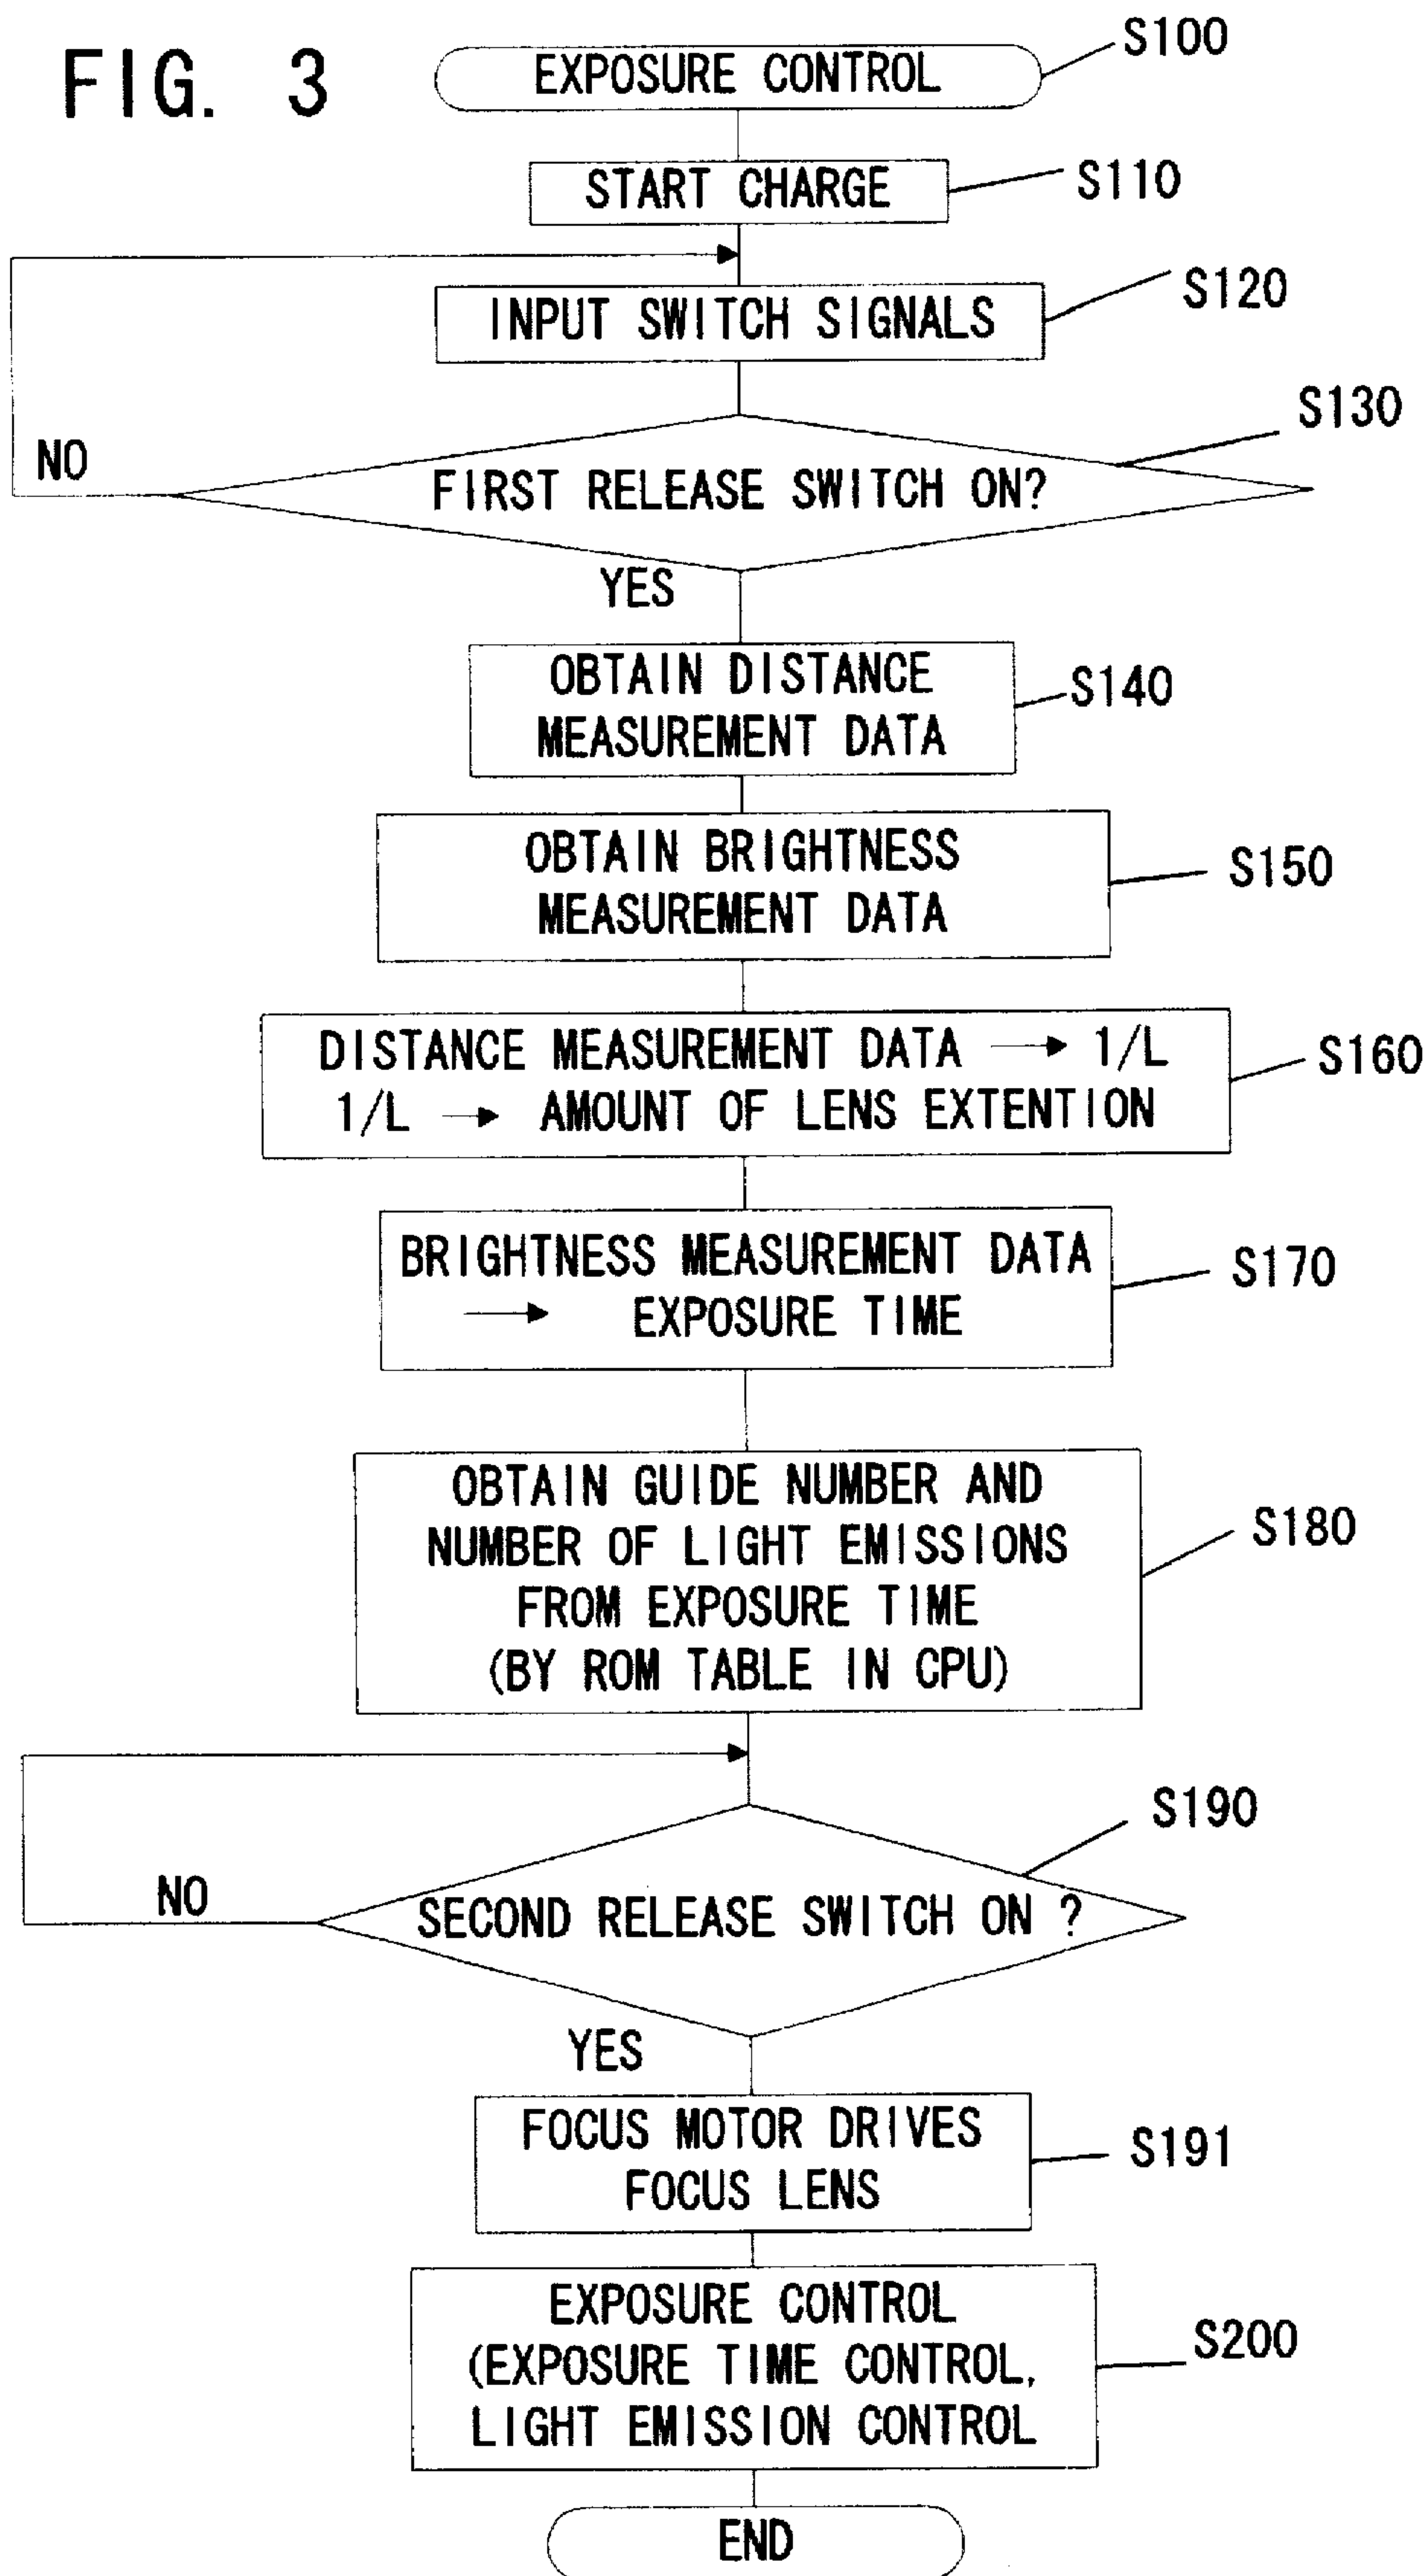 FIG. 3
EXPOSURE CONTROL
S100
START CHARGE
S110
INPUT SWITCH SIGNALS
S120
FIRST RELEASE SWITCH ON?
S130
NO
YES
OBTAIN DISTANCE
MEASUREMENT DATA
S140
OBTAIN BRIGHTNESS
MEASUREMENT DATA
S150
DISTANCE MEASUREMENT DATA → 1/L
1/L → AMOUNT OF LENS EXTENTION
S160
BRIGHTNESS MEASUREMENT DATA
→ EXPOSURE TIME
S170
OBTAIN GUIDE NUMBER AND
NUMBER OF LIGHT EMISSIONS
FROM EXPOSURE TIME
(BY ROM TABLE IN CPU)
S180
SECOND RELEASE SWITCH ON ?
S190
NO
YES
FOCUS MOTOR DRIVES
FOCUS LENS
S191
EXPOSURE CONTROL
(EXPOSURE TIME CONTROL,
LIGHT EMISSION CONTROL
S200
END